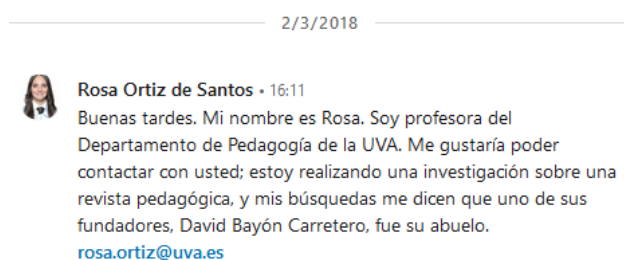 2/3/2018
Rosa Ortiz de Santos • 16:11
Buenas tardes. Mi nombre es Rosa. Soy profesora del
Departamento de Pedagogía de la UVA. Me gustaría poder
contactar con usted; estoy realizando una investigación sobre una
revista pedagógica, y mis búsquedas me dicen que uno de sus
fundadores, David Bayón Carretero, fue su abuelo.
rosa.ortiz@uva.es